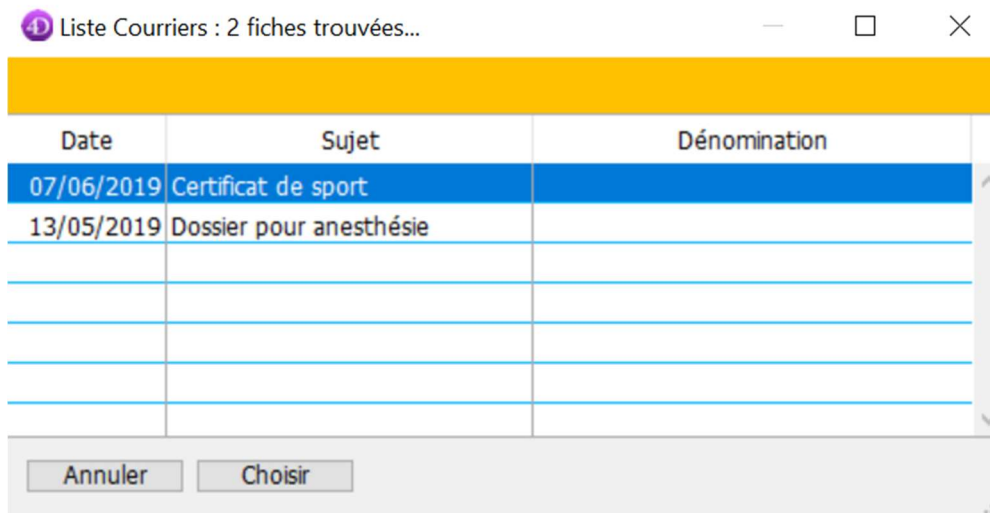 4D Liste Courriers : 2 fiches trouvées...
Date Sujet Dénomination
07/06/2019 Certificat de sport
13/05/2019 Dossier pour anesthésie
Annuler Choisir